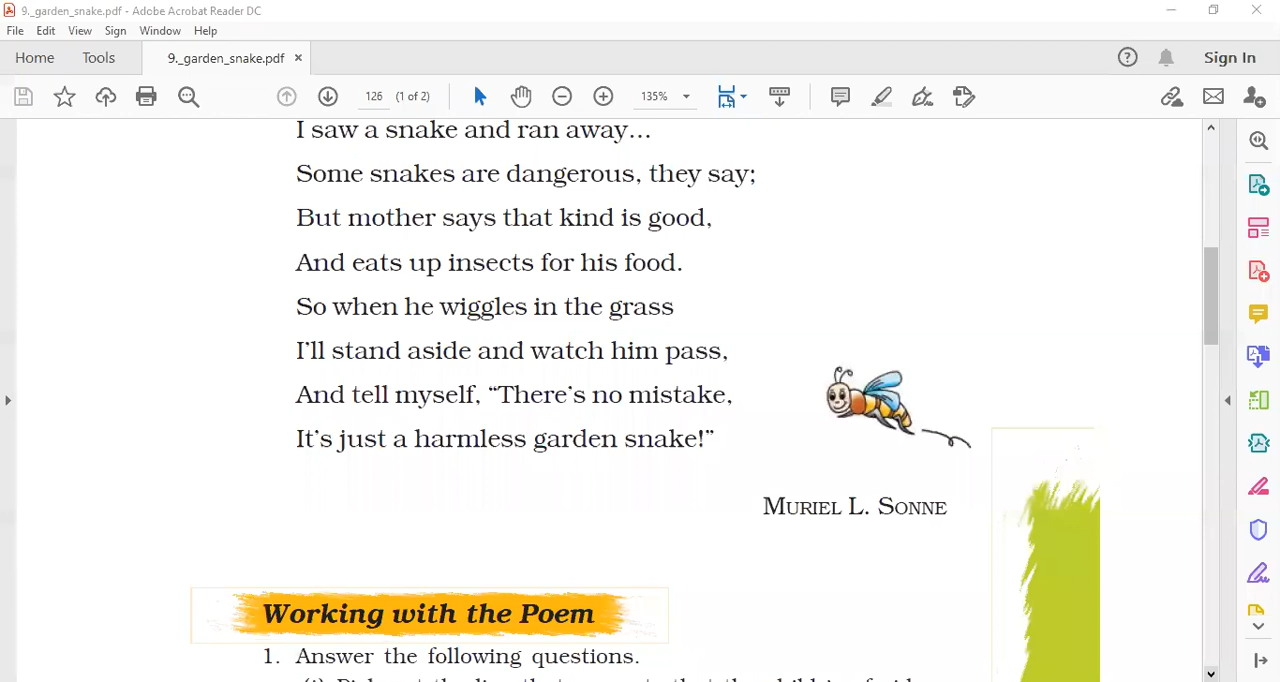 9._garden_snake.pdf - Adobe Acrobat Reader DC
File Edit View Sign Window Help
Home Tools 9._garden_snake.pdf × Sign In
126 (1 of 2) 135%
I saw a snake and ran away...
Some snakes are dangerous, they say;
But mother says that kind is good,
And eats up insects for his food.
So when he wiggles in the grass
I'll stand aside and watch him pass,
And tell myself, “There's no mistake,
It's just a harmless garden snake!”
MURIEL L. SONNE
Working with the Poem
1. Answer the following questions.